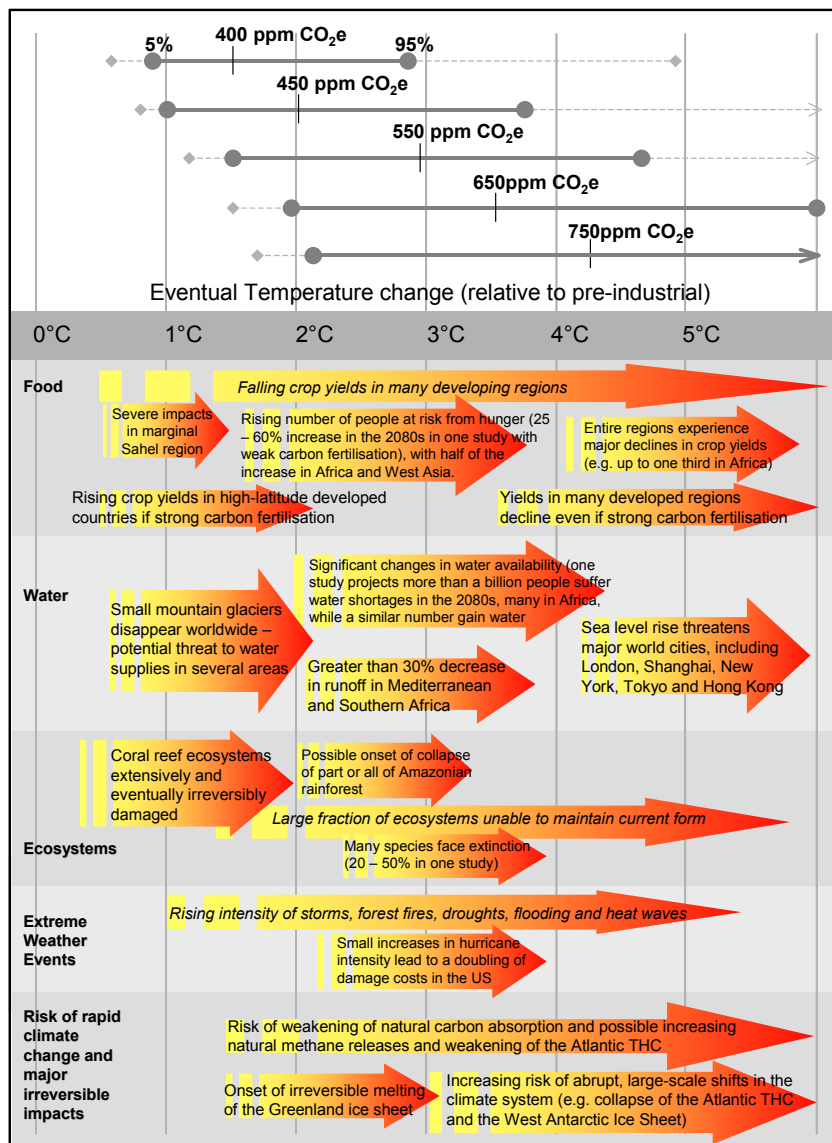 400 ppm CO2e
5%
95%
450 ppm CO2e
550 ppm CO2e
650ppm CO2e
750ppm CO2e
Eventual Temperature change (relative to pre-industrial)
0°C 1°C 2°C 3°C 4°C 5°C
Food
Falling crop yields in many developing regions
Severe impacts
in marginal
Sahel region
Rising number of people at risk from hunger (25
– 60% increase in the 2080s in one study with
weak carbon fertilisation), with half of the
increase in Africa and West Asia.
Entire regions experience
major declines in crop yields
(e.g. up to one third in Africa)
Rising crop yields in high-latitude developed
countries if strong carbon fertilisation
Yields in many developed regions
decline even if strong carbon fertilisation
Water
Small mountain glaciers
disappear worldwide –
potential threat to water
supplies in several areas
Significant changes in water availability (one
study projects more than a billion people suffer
water shortages in the 2080s, many in Africa,
while a similar number gain water
Greater than 30% decrease
in runoff in Mediterranean
and Southern Africa
Sea level rise threatens
major world cities, including
London, Shanghai, New
York, Tokyo and Hong Kong
Ecosystems
Coral reef ecosystems
extensively and
eventually irreversibly
damaged
Possible onset of collapse
of part or all of Amazonian
rainforest
Large fraction of ecosystems unable to maintain current form
Many species face extinction
(20 – 50% in one study)
Extreme
Weather
Events
Rising intensity of storms, forest fires, droughts, flooding and heat waves
Small increases in hurricane
intensity lead to a doubling of
damage costs in the US
Risk of rapid
climate
change and
major
irreversible
impacts
Risk of weakening of natural carbon absorption and possible increasing
natural methane releases and weakening of the Atlantic THC
Onset of irreversible melting
of the Greenland ice sheet
Increasing risk of abrupt, large-scale shifts in the
climate system (e.g. collapse of the Atlantic THC
and the West Antarctic Ice Sheet)